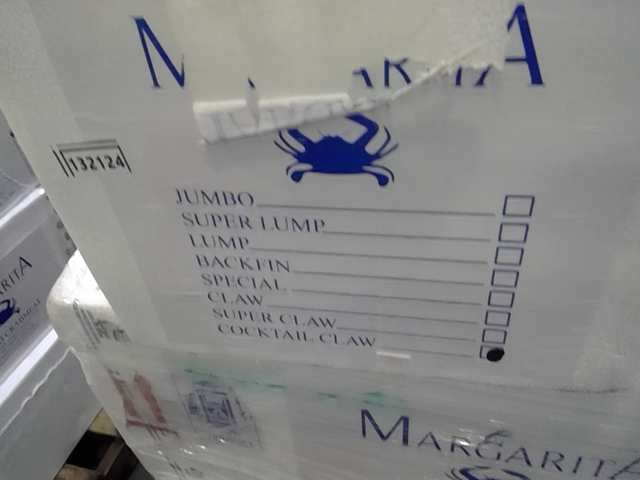 132124
JUMBO
SUPER LUMP
LUMP
BACKFIN
SPECIAL
CLAW
SUPER CLAW
COCKTAIL CLAW
MARGARITA